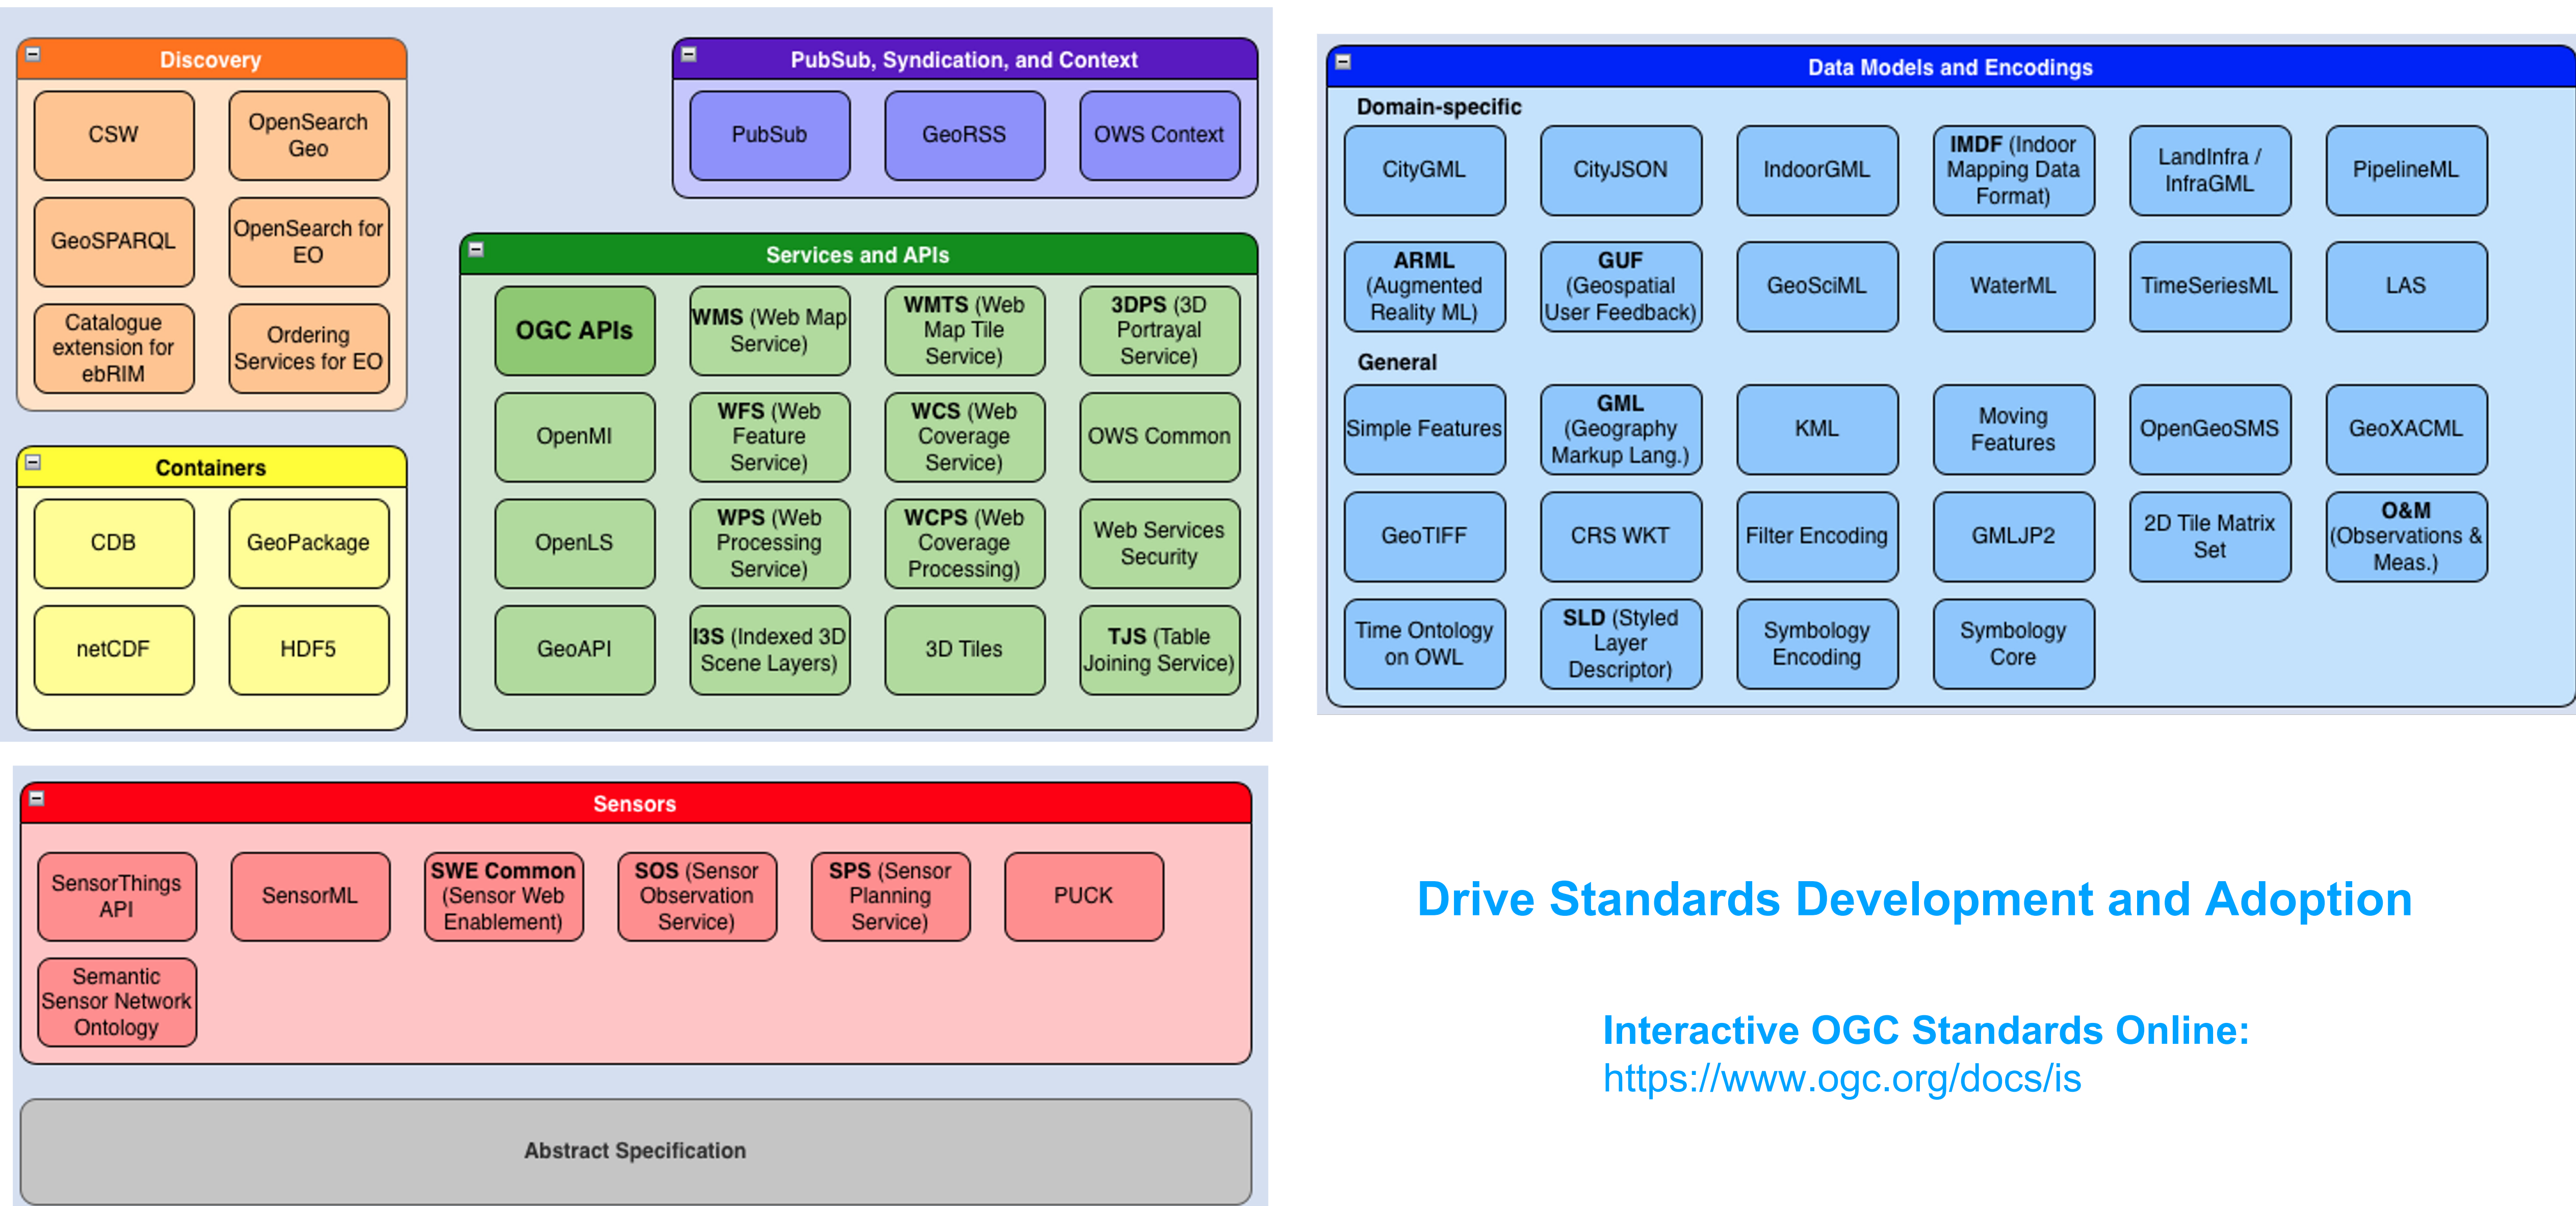 Discovery
CSW
OpenSearch
Geo
GeoSPARQL
OpenSearch for
EO
Catalogue
extension for
ebRIM
Ordering
Services for EO
Containers
CDB
GeoPackage
netCDF
HDF5
PubSub, Syndication, and Context
PubSub
GeoRSS
OWS Context
Services and APIs
OGC APIs
WMS (Web Map
Service)
WMTS (Web
Map Tile
Service)
3DPS (3D
Portrayal
Service)
OpenMI
WFS (Web
Feature
Service)
WCS (Web
Coverage
Service)
OWS Common
OpenLS
WPS (Web
Processing
Service)
WCPS (Web
Coverage
Processing)
Web Services
Security
GeoAPI
I3S (Indexed 3D
Scene Layers)
3D Tiles
TJS (Table
Joining Service)
Data Models and Encodings
Domain-specific
CityGML
CityJSON
IndoorGML
IMDF (Indoor
Mapping Data
Format)
LandInfra /
InfraGML
PipelineML
ARML
(Augmented
Reality ML)
GUF
(Geospatial
User Feedback)
GeoSciML
WaterML
TimeSeriesML
LAS
General
Simple Features
GML
(Geography
Markup Lang.)
KML
Moving
Features
OpenGeoSMS
GeoXACML
GeoTIFF
CRS WKT
Filter Encoding
GMLJP2
2D Tile Matrix
Set
O&M
(Observations &
Meas.)
Time Ontology
on OWL
SLD (Styled
Layer
Descriptor)
Symbology
Encoding
Symbology
Core
Sensors
SensorThings
API
SensorML
SWE Common
(Sensor Web
Enablement)
SOS (Sensor
Observation
Service)
SPS (Sensor
Planning
Service)
PUCK
Semantic
Sensor Network
Ontology
Abstract Specification
Drive Standards Development and Adoption
Interactive OGC Standards Online:
https://www.ogc.org/docs/is